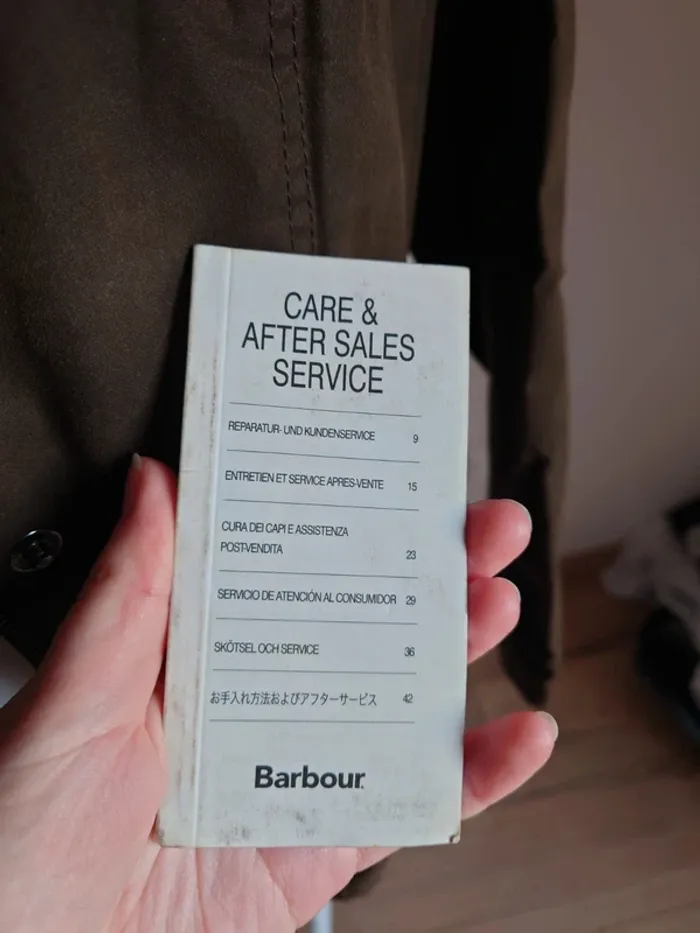 CARE &
AFTER SALES
SERVICE
REPARATUR- UND KUNDENSERVICE 9
ENTRETIEN ET SERVICE APRES-VENTE 15
CURA DEI CAPI E ASSISTENZA
POST-VENDITA 23
SERVICIO DE ATENCIÓN AL CONSUMIDOR 29
SKÖTSEL OCH SERVICE 36
お手入れ方法およびアフターサービス 42
Barbour.